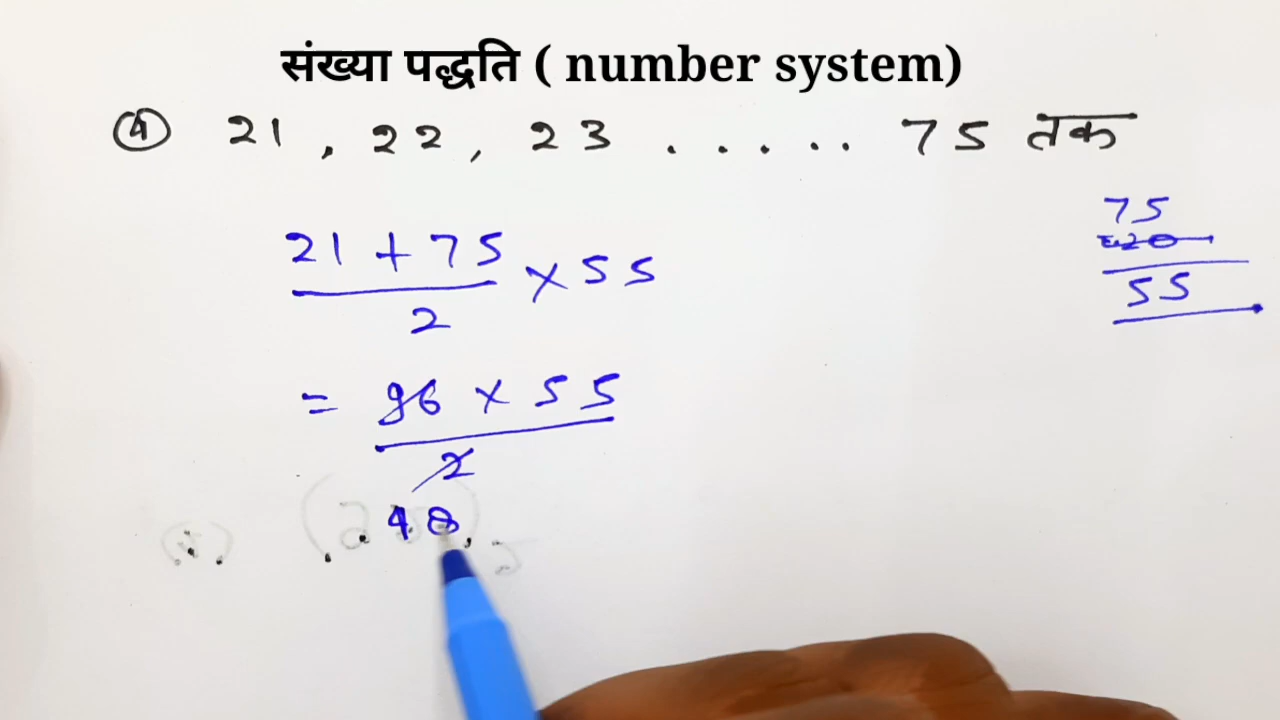 संख्या पद्धति ( number system)
④ 21 , 22 , 23 . . . . . 75 तक
75
-20
55
21 + 75
2
× 55
= 96 × 55
2
48